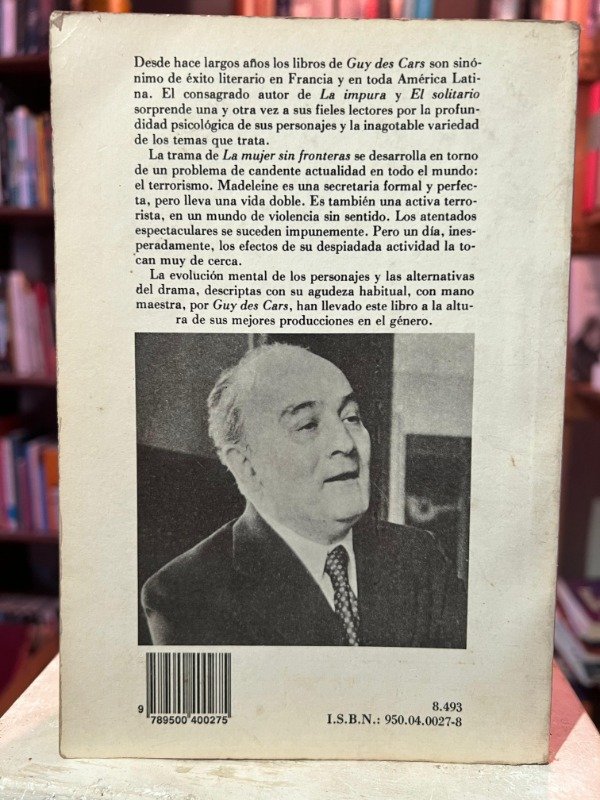 Desde hace largos años los libros de Guy des Cars son sinó-
nimo de éxito literario en Francia y en toda América Lati-
na. El consagrado autor de La impura y El solitario
sorprende una y otra vez a sus fieles lectores por la profun-
didad psicológica de sus personajes y la inagotable variedad
de los temas que trata.
La trama de La mujer sin fronteras se desarrolla en torno
de un problema de candente actualidad en todo el mundo:
el terrorismo. Madeleine es una secretaria formal y perfec-
ta, pero lleva una vida doble. Es también una activa terro-
rista, en un mundo de violencia sin sentido. Los atentados
espectaculares se suceden impunemente. Pero un día, ines-
peradamente, los efectos de su despiadada actividad la to-
can muy de cerca.
La evolución mental de los personajes y las alternativas
del drama, descriptas con su agudeza habitual, con mano
maestra, por Guy des Cars, han llevado este libro a la altu-
ra de sus mejores producciones en el género.
9 789500 400275
8.493
I.S.B.N.: 950.04.0027-8